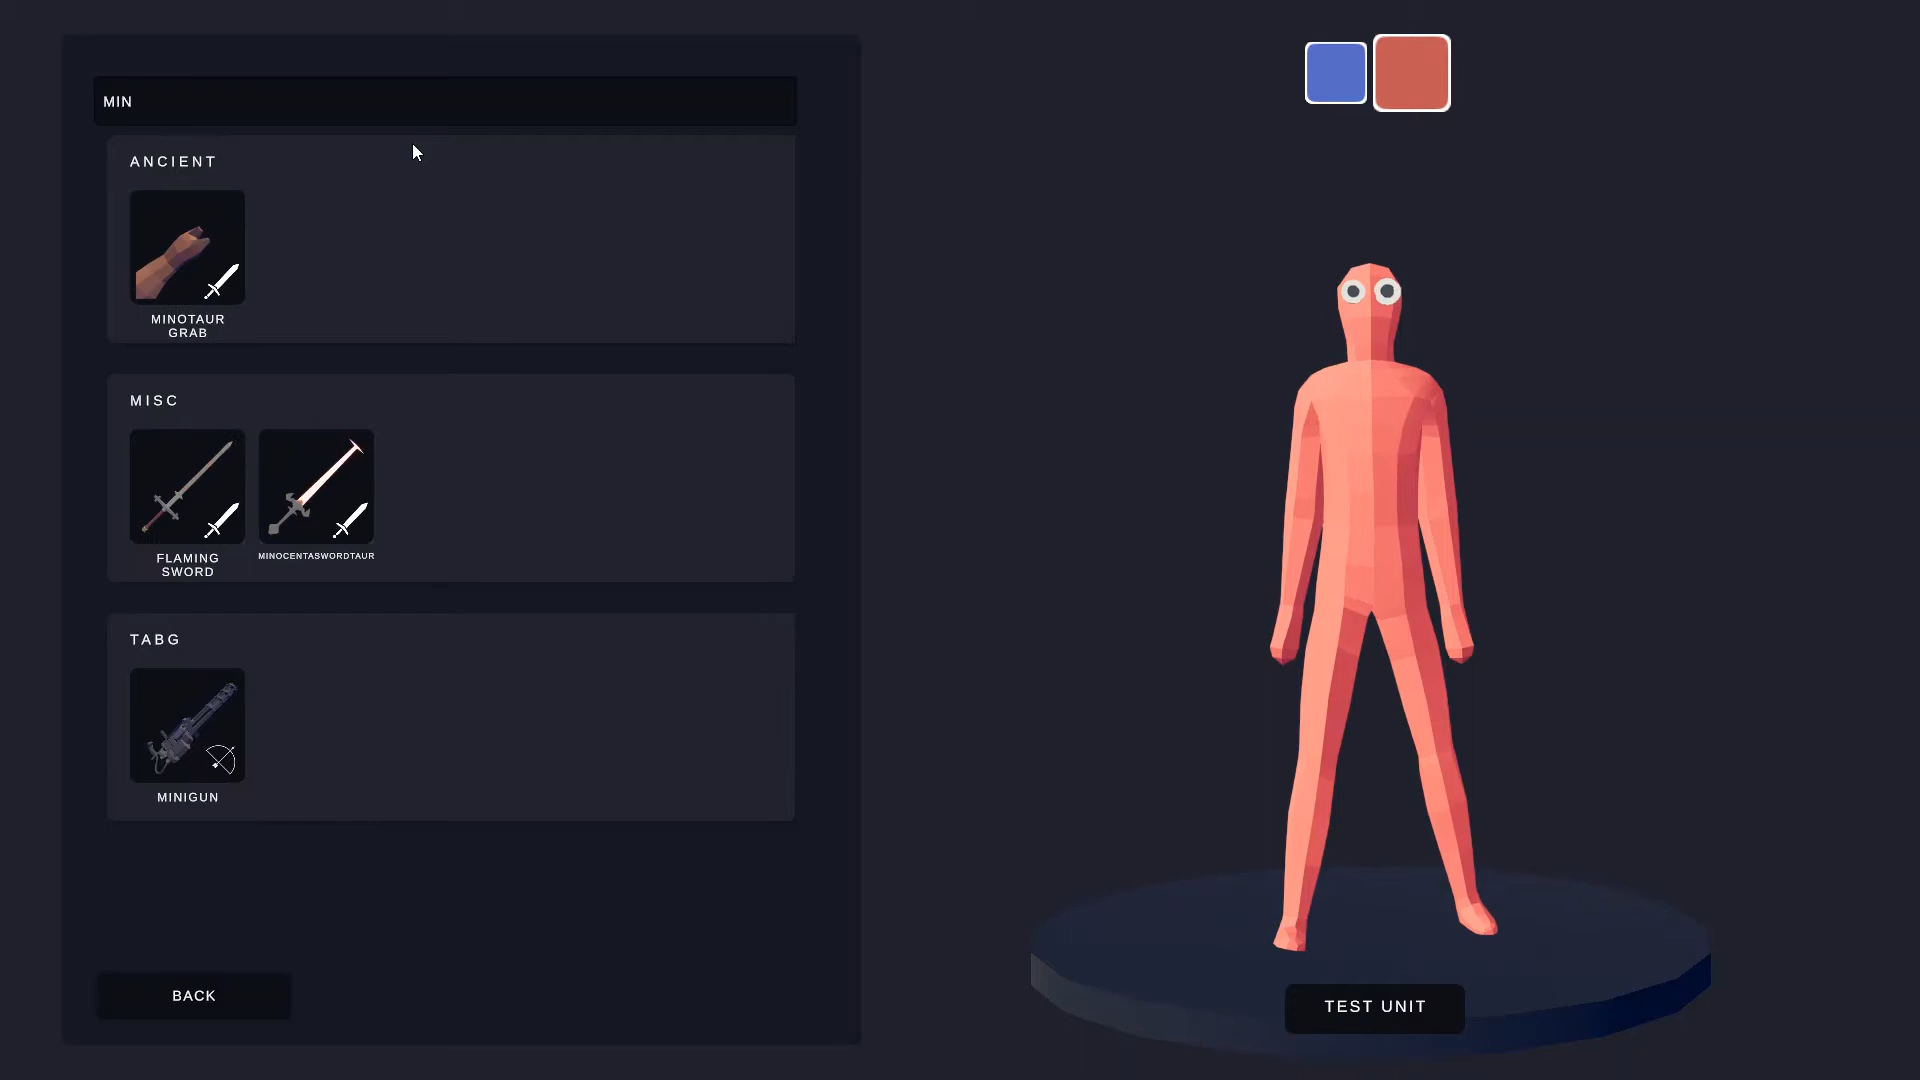 MIN
ANCIENT
MINOTAUR
GRAB
MISC
FLAMING
SWORD
MINOCENTASWORDTAUR
TABG
MINIGUN
BACK
TEST UNIT